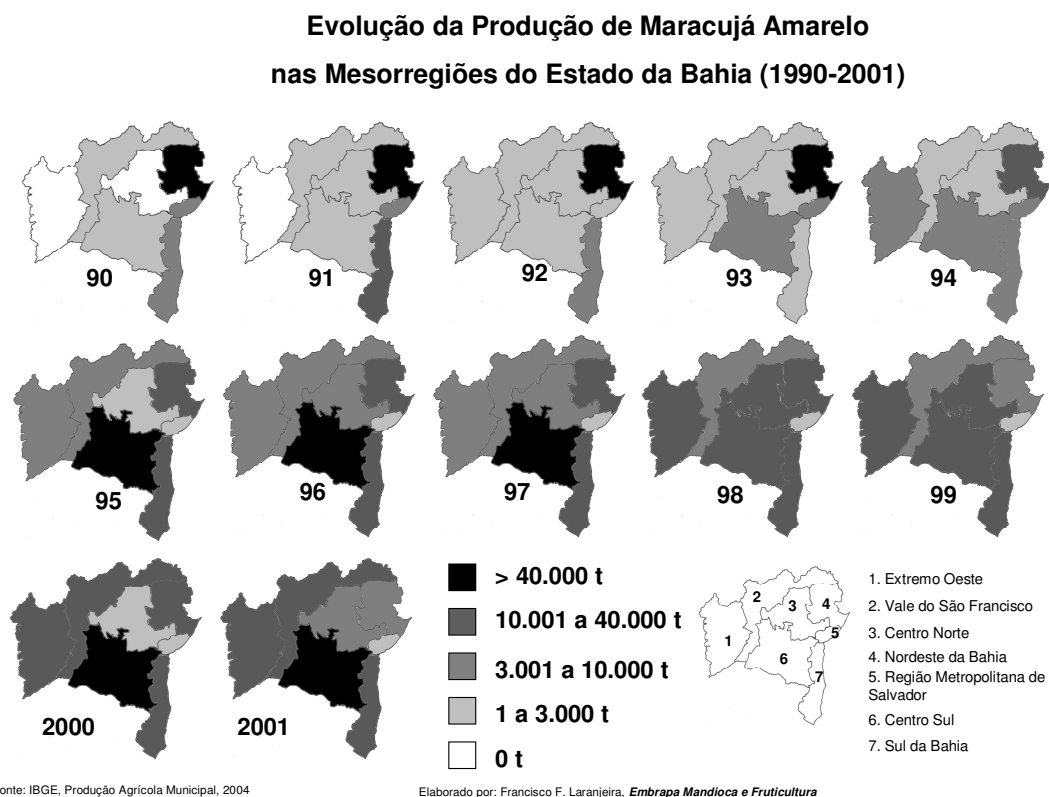 Evolução da Produção de Maracujá Amarelo
nas Mesorregiões do Estado da Bahia (1990-2001)
90
91
92
93
94
95
96
97
98
99
2000
2001
> 40.000 t
10.001 a 40.000 t
3.001 a 10.000 t
1 a 3.000 t
0 t
1
2
3
4
5
6
7
1. Extremo Oeste
2. Vale do São Francisco
3. Centro Norte
4. Nordeste da Bahia
5. Região Metropolitana de
Salvador
6. Centro Sul
7. Sul da Bahia
onte: IBGE, Produção Agrícola Municipal, 2004
Elaborado por: Francisco F. Laranjeira, Embrapa Mandioca e Fruticultura